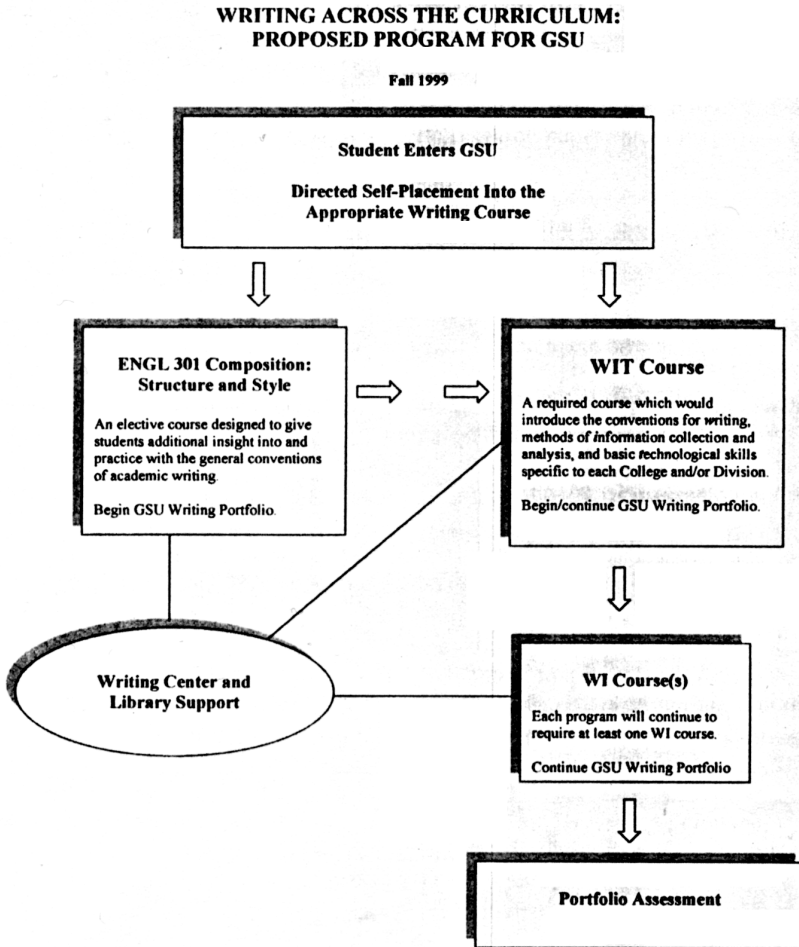 WRITING ACROSS THE CURRICULUM:
PROPOSED PROGRAM FOR GSU
Fall 1999
Student Enters GSU
Directed Self-Placement Into the
Appropriate Writing Course
ENGL 301 Composition:
Structure and Style
An elective course designed to give
students additional insight into and
practice with the general conventions
of academic writing.
Begin GSU Writing Portfolio.
WIT Course
A required course which would
introduce the conventions for writing,
methods of information collection and
analysis, and basic technological skills
specific to each College and/or Division.
Begin/continue GSU Writing Portfolio.
Writing Center and
Library Support
WI Course(s)
Each program will continue to
require at least one WI course.
Continue GSU Writing Portfolio
Portfolio Assessment